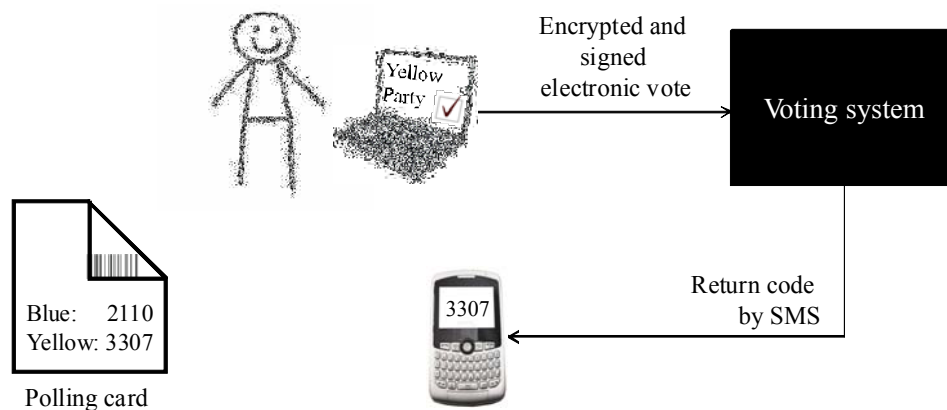 Yellow
Party
Encrypted and
signed
electronic vote
Voting system
Blue: 2110
Yellow: 3307
Polling card
3307
Return code
by SMS